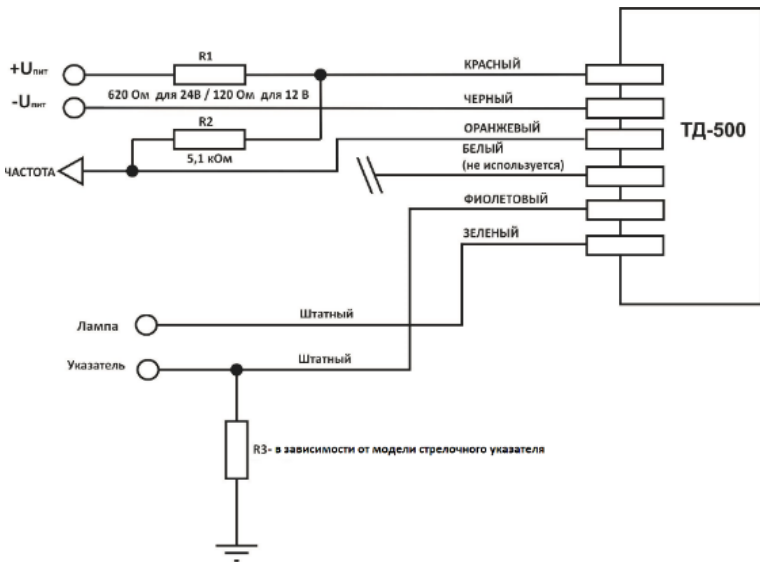 R1
КРАСНЫЙ
+Uпит
620 Ом для 24В / 120 Ом для 12 В
-Uпит
ЧЕРНЫЙ
R2
ОРАНЖЕВЫЙ
ТД-500
5,1 кОм
БЕЛЫЙ
(не используется)
ЧАСТОТА
ФИОЛЕТОВЫЙ
ЗЕЛЕНЫЙ
Штатный
Лампа
Штатный
Указатель
R3- в зависимости от модели стрелочного указателя